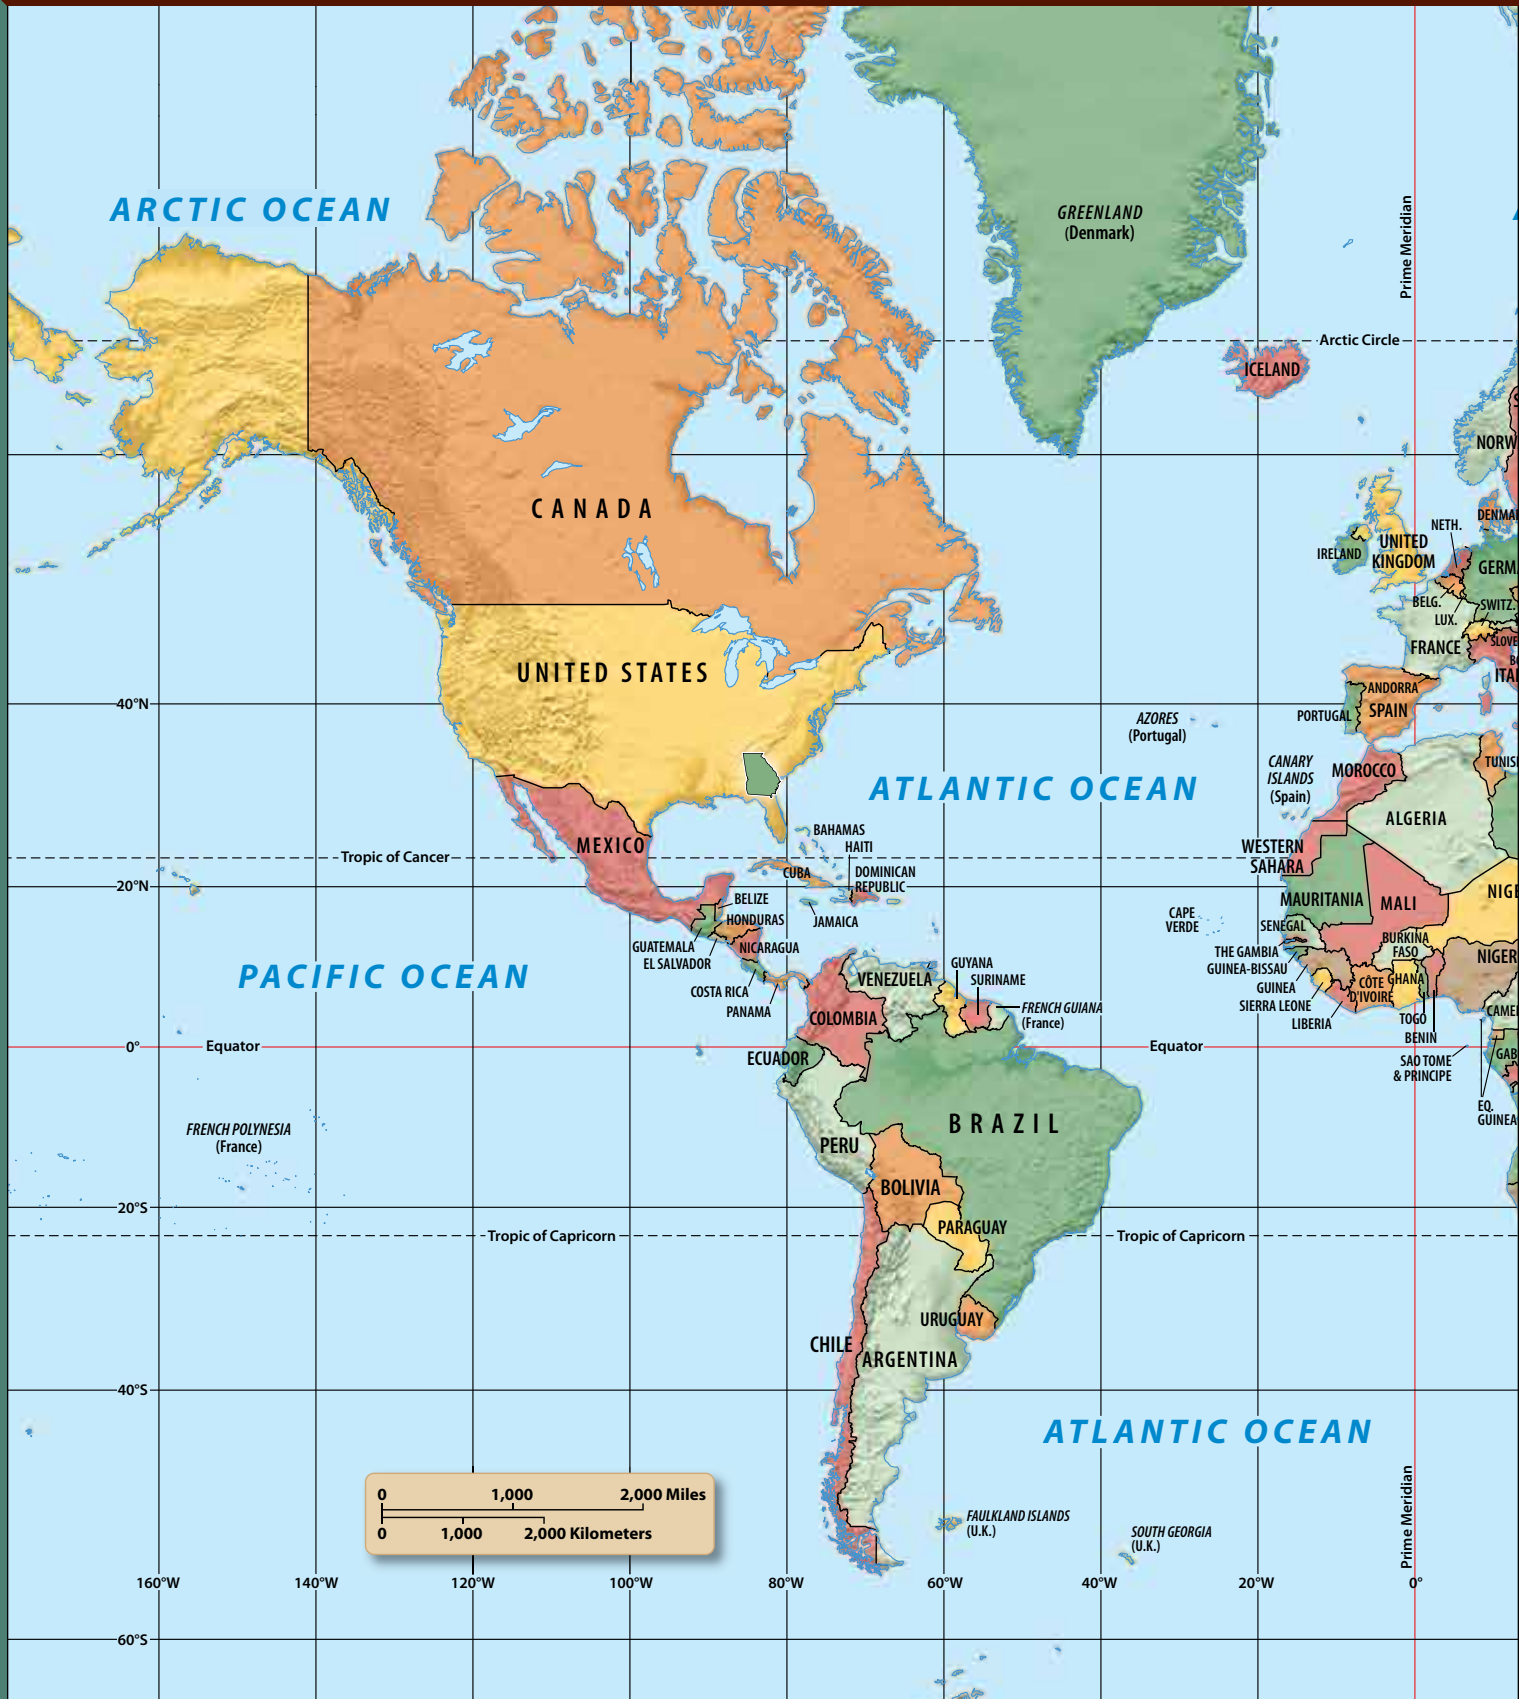 ARCTIC OCEAN
GREENLAND
(Denmark)
Prime Meridian
Arctic Circle
ICELAND
NORW
CANADA
DENMA
NETH.
UNITED
KINGDOM
IRELAND
GERMA
BELG.
LUX.
SWITZ.
FRANCE
SLOVE
ITA
UNITED STATES
40°N
ANDORRA
SPAIN
PORTUGAL
AZORES
(Portugal)
CANARY
ISLANDS
(Spain)
MOROCCO
TUNIS
ATLANTIC OCEAN
ALGERIA
BAHAMAS
HAITI
MEXICO
Tropic of Cancer
WESTERN
SAHARA
CUBA
DOMINICAN
REPUBLIC
20°N
BELIZE
MAURITANIA
MALI
NIGE
HONDURAS
JAMAICA
CAPE
VERDE
SENEGAL
GUATEMALA
NICARAGUA
EL SALVADOR
THE GAMBIA
BURKINA
FASO
NIGER
GUINEA-BISSAU
PACIFIC OCEAN
COSTA RICA
PANAMA
VENEZUELA
GUYANA
SURINAME
FRENCH GUIANA
(France)
GUINEA
CÔTE
D'IVOIRE
GHANA
SIERRA LEONE
LIBERIA
COLOMBIA
TOGO
BENIN
CAME
0°
Equator
Equator
ECUADOR
SAO TOME
& PRINCIPE
GAB
EQ.
GUINEA
FRENCH POLYNESIA
(France)
BRAZIL
PERU
BOLIVIA
20°S
PARAGUAY
Tropic of Capricorn
Tropic of Capricorn
URUGUAY
CHILE
ARGENTINA
40°S
ATLANTIC OCEAN
Prime Meridian
0 1,000 2,000 Miles
0 1,000 2,000 Kilometers
FAULKLAND ISLANDS
(U.K.)
SOUTH GEORGIA
(U.K.)
160°W 140°W 120°W 100°W 80°W 60°W 40°W 20°W 0°
60°S